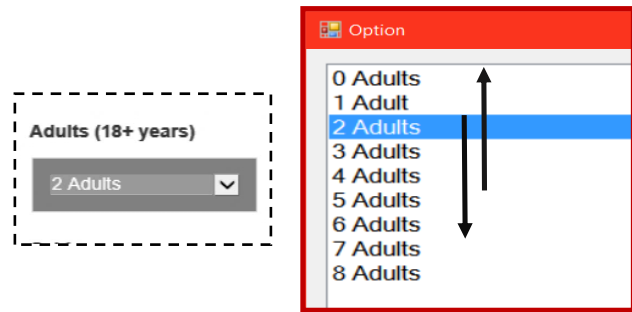 Adults (18+ years)
2 Adults
Option
0 Adults
1 Adult
2 Adults
3 Adults
4 Adults
5 Adults
6 Adults
7 Adults
8 Adults